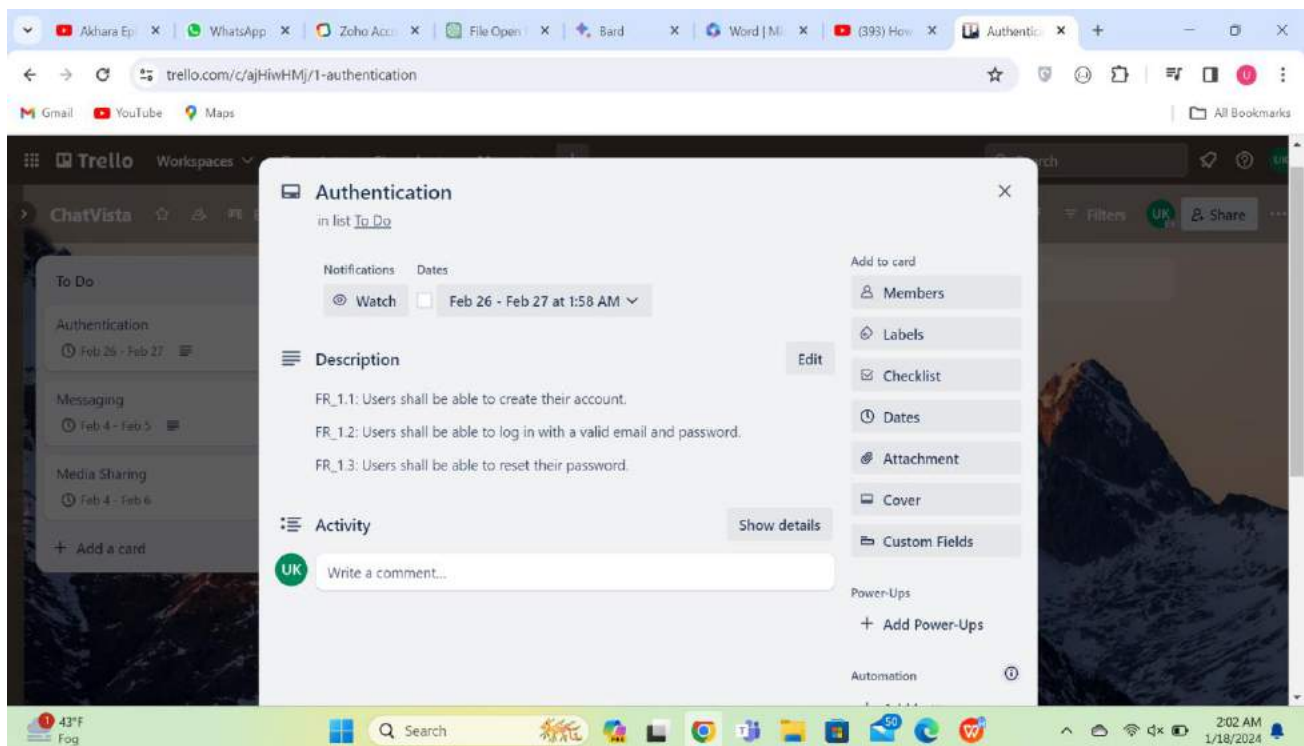 Akhara Ep
WhatsApp
Zoho Acc
File Open
Bard
Word | Mi
(393) How
Authentic
trello.com/c/ajHiwHMj/1-authentication
Gmail
YouTube
Maps
All Bookmarks
Trello
Workspaces
ChatVista
Filters
UK
Share
To Do
Authentication
Feb 26 - Feb 27
Messaging
Feb 4 - Feb 5
Media Sharing
Feb 4 - Feb 6
+ Add a card
Authentication
in list To Do
Notifications Dates
Watch
Feb 26 - Feb 27 at 1:58 AM
Description
Edit
FR_1.1: Users shall be able to create their account.
FR_1.2: Users shall be able to log in with a valid email and password.
FR_1.3: Users shall be able to reset their password.
Activity
Show details
UK
Write a comment...
Add to card
Members
Labels
Checklist
Dates
Attachment
Cover
Custom Fields
Power-Ups
+ Add Power-Ups
Automation
1
43°F
Fog
Search
50
2:02 AM
1/18/2024